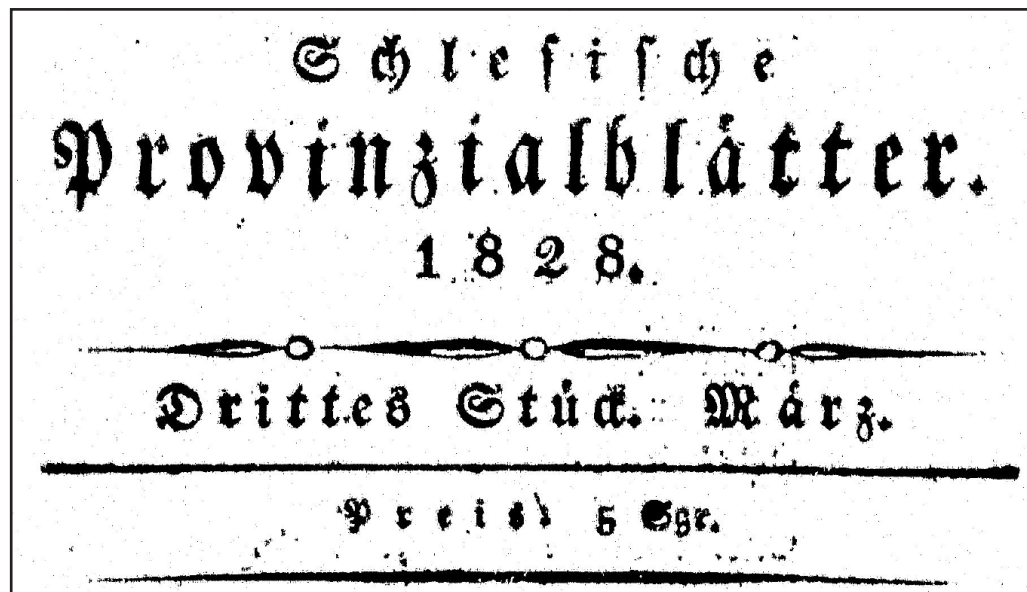 Schlesische
Provinzialblätter.
1828.
Drittes Stück. März.
Preis: 5 Sgr.